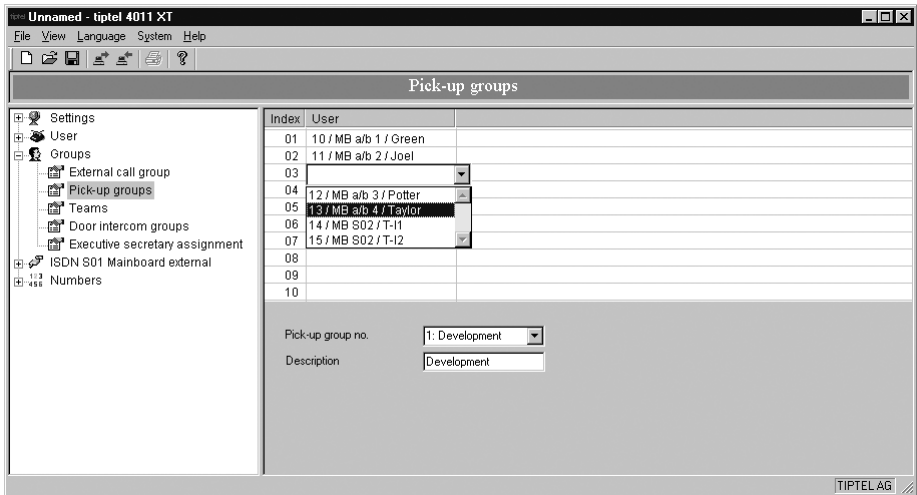 tiptel Unnamed - tiptel 4011 XT
File View Language System Help
Pick-up groups
Settings
User
Groups
External call group
Pick-up groups
Teams
Door intercom groups
Executive secretary assignment
ISDN S01 Mainboard external
Numbers
Index User
01 10 / MB a/b 1 / Green
02 11 / MB a/b 2 / Joel
03
04 12 / MB a/b 3 / Potter
05 13 / MB a/b 4 / Taylor
06 14 / MB S02 / T-I1
07 15 / MB S02 / T-I2
08
09
10
Pick-up group no. 1: Development
Description Development
TIPTEL AG